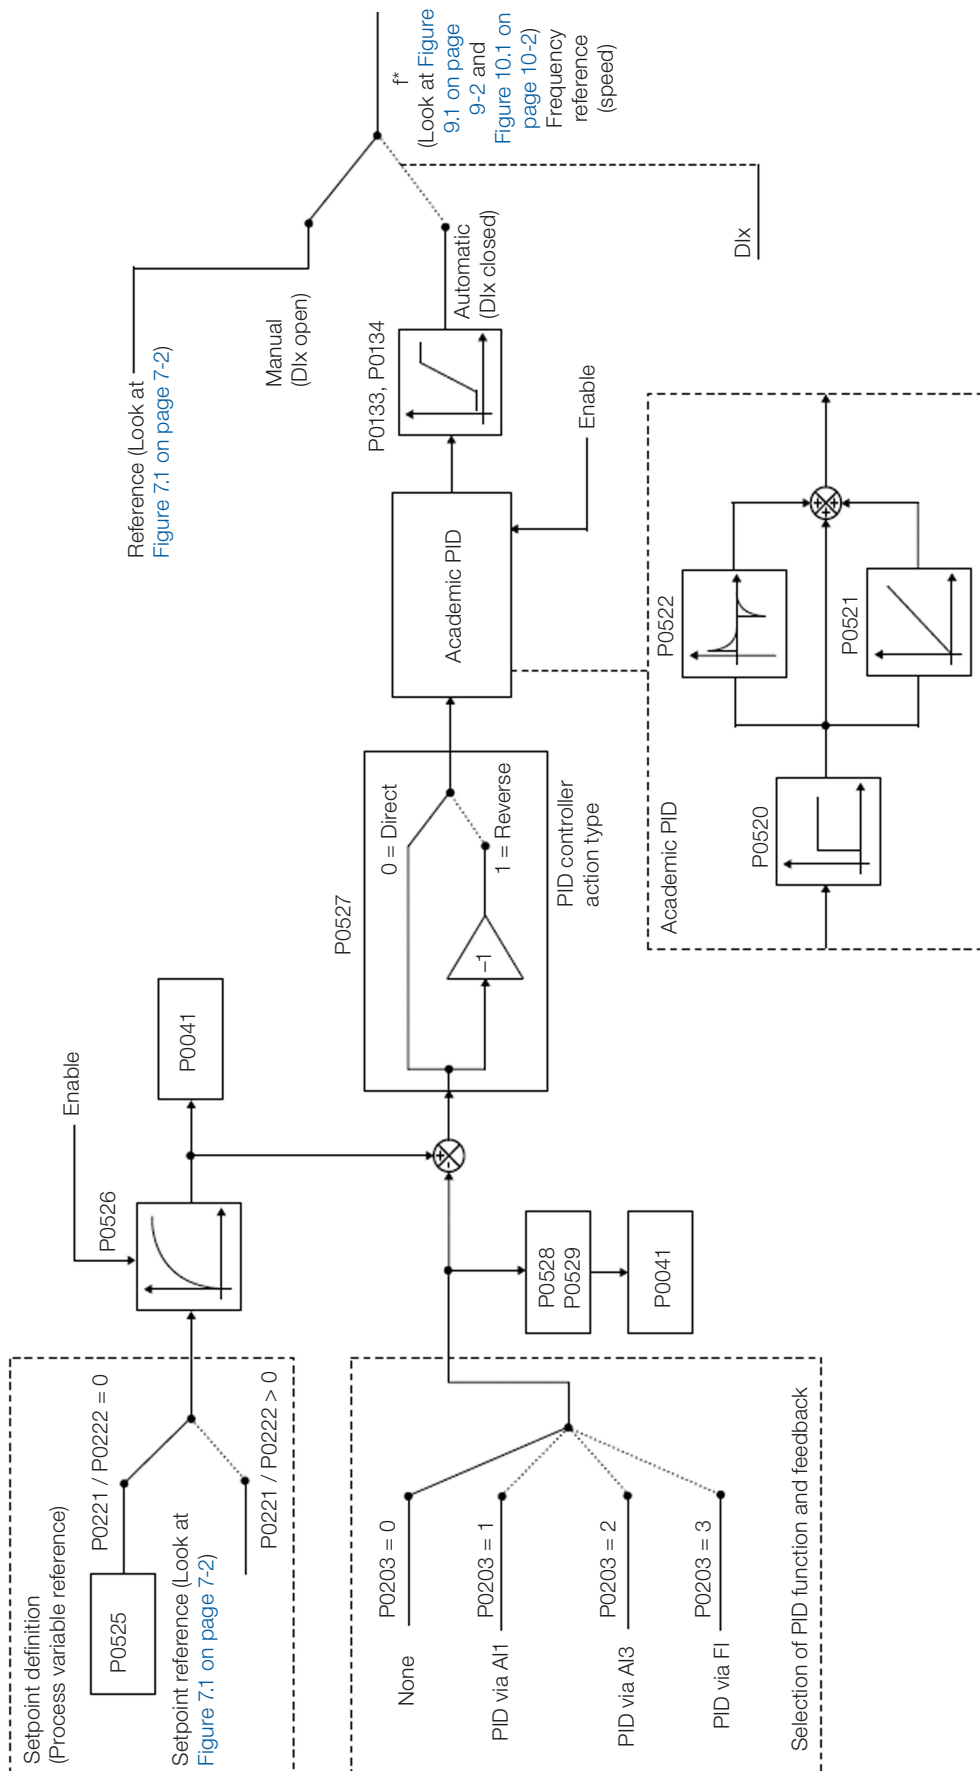 Setpoint definition
(Process variable reference)
P0525
P0221 / P0222 = 0
Setpoint reference (Look at
Figure 7.1 on page 7-2)
P0221 / P0222 > 0
P0526
Enable
P0041
None
P0203 = 0
PID via AI1
P0203 = 1
PID via AI3
P0203 = 2
PID via FI
P0203 = 3
Selection of PID function and feedback
P0528
P0529
P0041
+
-
P0527
0 = Direct
–1
1 = Reverse
PID controller
action type
Academic PID
Enable
P0133, P0134
Reference (Look at
Figure 7.1 on page 7-2)
Manual
(DIx open)
Automatic
(DIx closed)
f*
(Look at Figure
9.1 on page
9-2 and
Figure 10.1 on
page 10-2)
Frequency
reference
(speed)
DIx
Academic PID
P0520
P0522
P0521
+
+
+